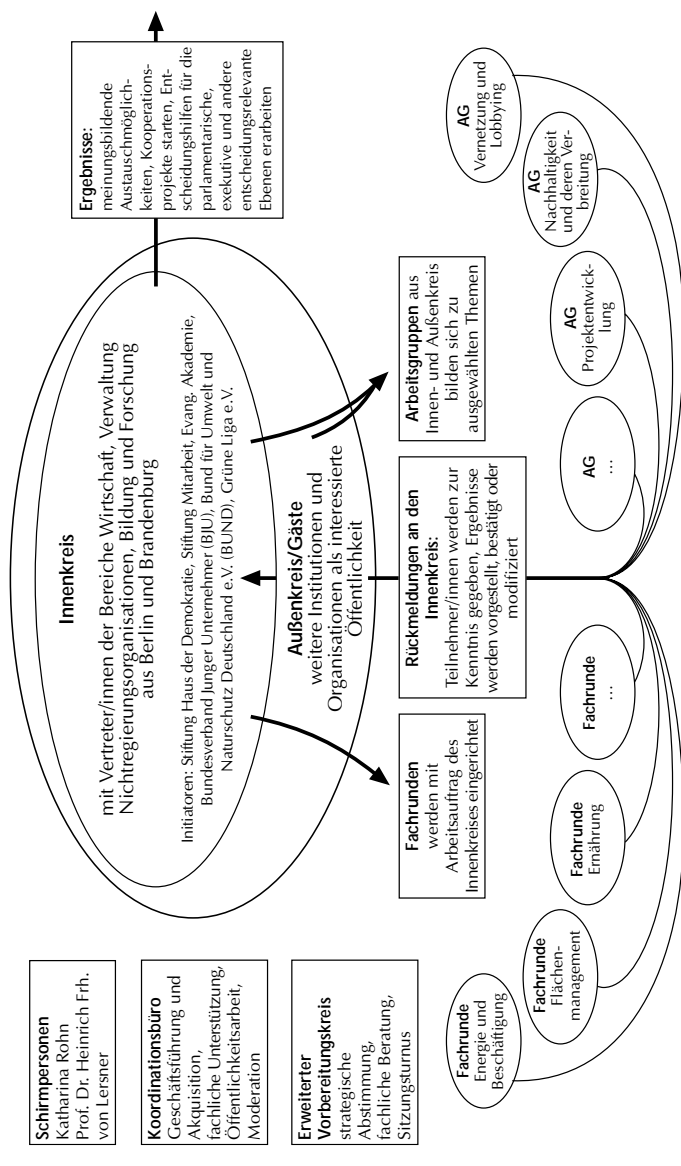 Schirmpersonen
Katharina Rohn
Prof. Dr. Heinrich Frh.
von Lersner
Koordinationsbüro
Geschäftsführung und
Akquisition,
fachliche Unterstützung,
Öffentlichkeitsarbeit,
Moderation
Erweiterter
Vorbereitungskreis
strategische
Abstimmung,
fachliche Beratung,
Sitzungsturnus
Innenkreis
mit Vertreter/innen der Bereiche Wirtschaft, Verwaltung
Nichtregierungsorganisationen, Bildung und Forschung
aus Berlin und Brandenburg
Initiatoren: Stiftung Haus der Demokratie, Stiftung Mitarbeit, Evang. Akademie,
Bundesverband Junger Unternehmer (BJU), Bund für Umwelt und
Naturschutz Deutschland e.V. (BUND), Grüne Liga e.V.
Außenkreis/Gäste
weitere Institutionen und
Organisationen als interessierte
Öffentlichkeit
Ergebnisse:
meinungsbildende
Austauschmöglich-
keiten, Kooperations-
projekte starten, Ent-
scheidungshilfen für die
parlamentarische,
exekutive und andere
entscheidungsrelevante
Ebenen erarbeiten
Fachrunden
werden mit
Arbeitsauftrag des
Innenkreises eingerichtet
Rückmeldungen an den
Innenkreis:
Teilnehmer/innen werden zur
Kenntnis gegeben, Ergebnisse
werden vorgestellt, bestätigt oder
modifiziert
Arbeitsgruppen aus
Innen- und Außenkreis
bilden sich zu
ausgewählten Themen
Fachrunde
Energie und
Beschäftigung
Fachrunde
Flächen-
management
Fachrunde
Ernährung
Fachrunde
...
AG
...
AG
Projektentwick-
lung
AG
Nachhaltigkeit
und deren Ver-
breitung
AG
Vernetzung und
Lobbying